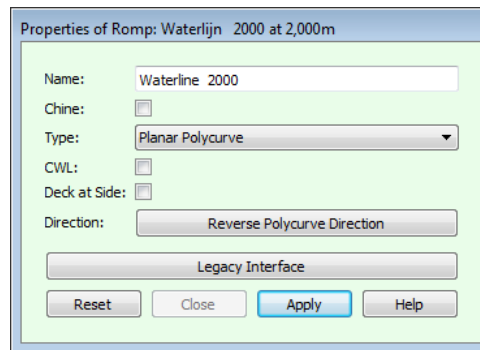 Properties of Romp: Waterlijn 2000 at 2,000m
Name: Waterline 2000
Chine:
Type: Planar Polycurve
CWL:
Deck at Side:
Direction: Reverse Polycurve Direction
Legacy Interface
Reset Close Apply Help